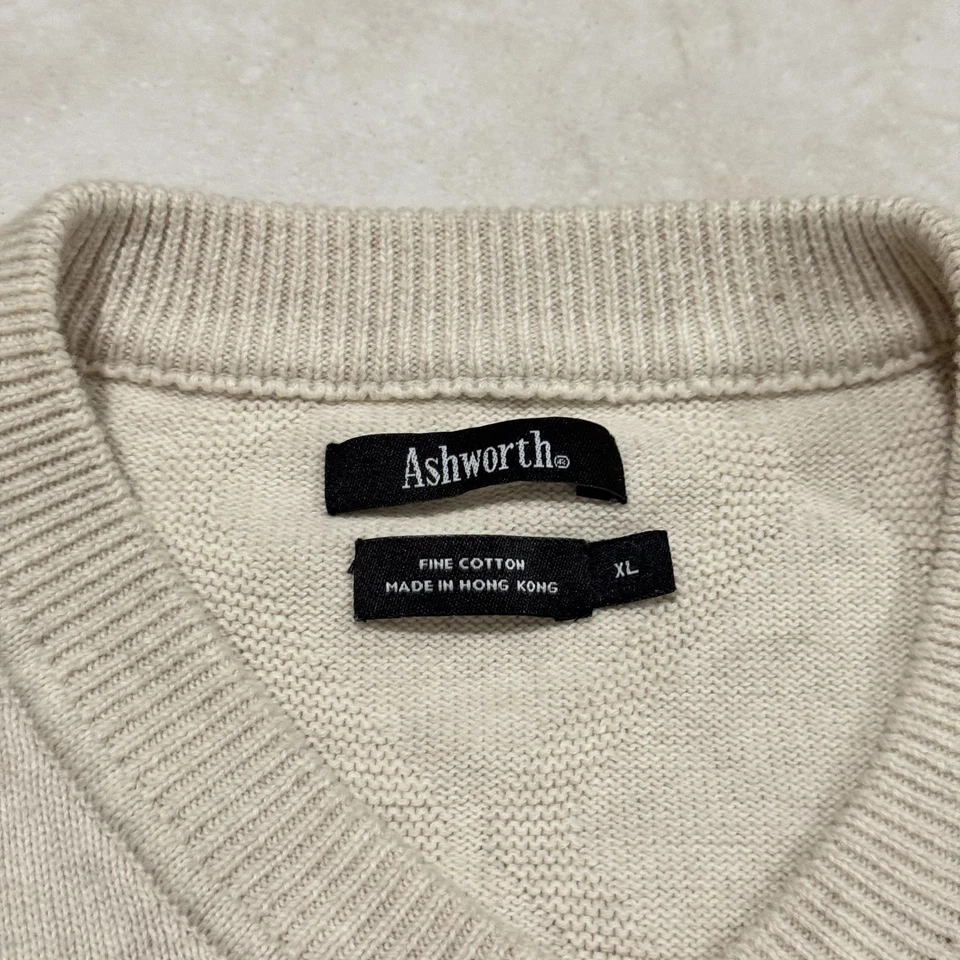 Ashworth®
FINE COTTON
MADE IN HONG KONG
XL